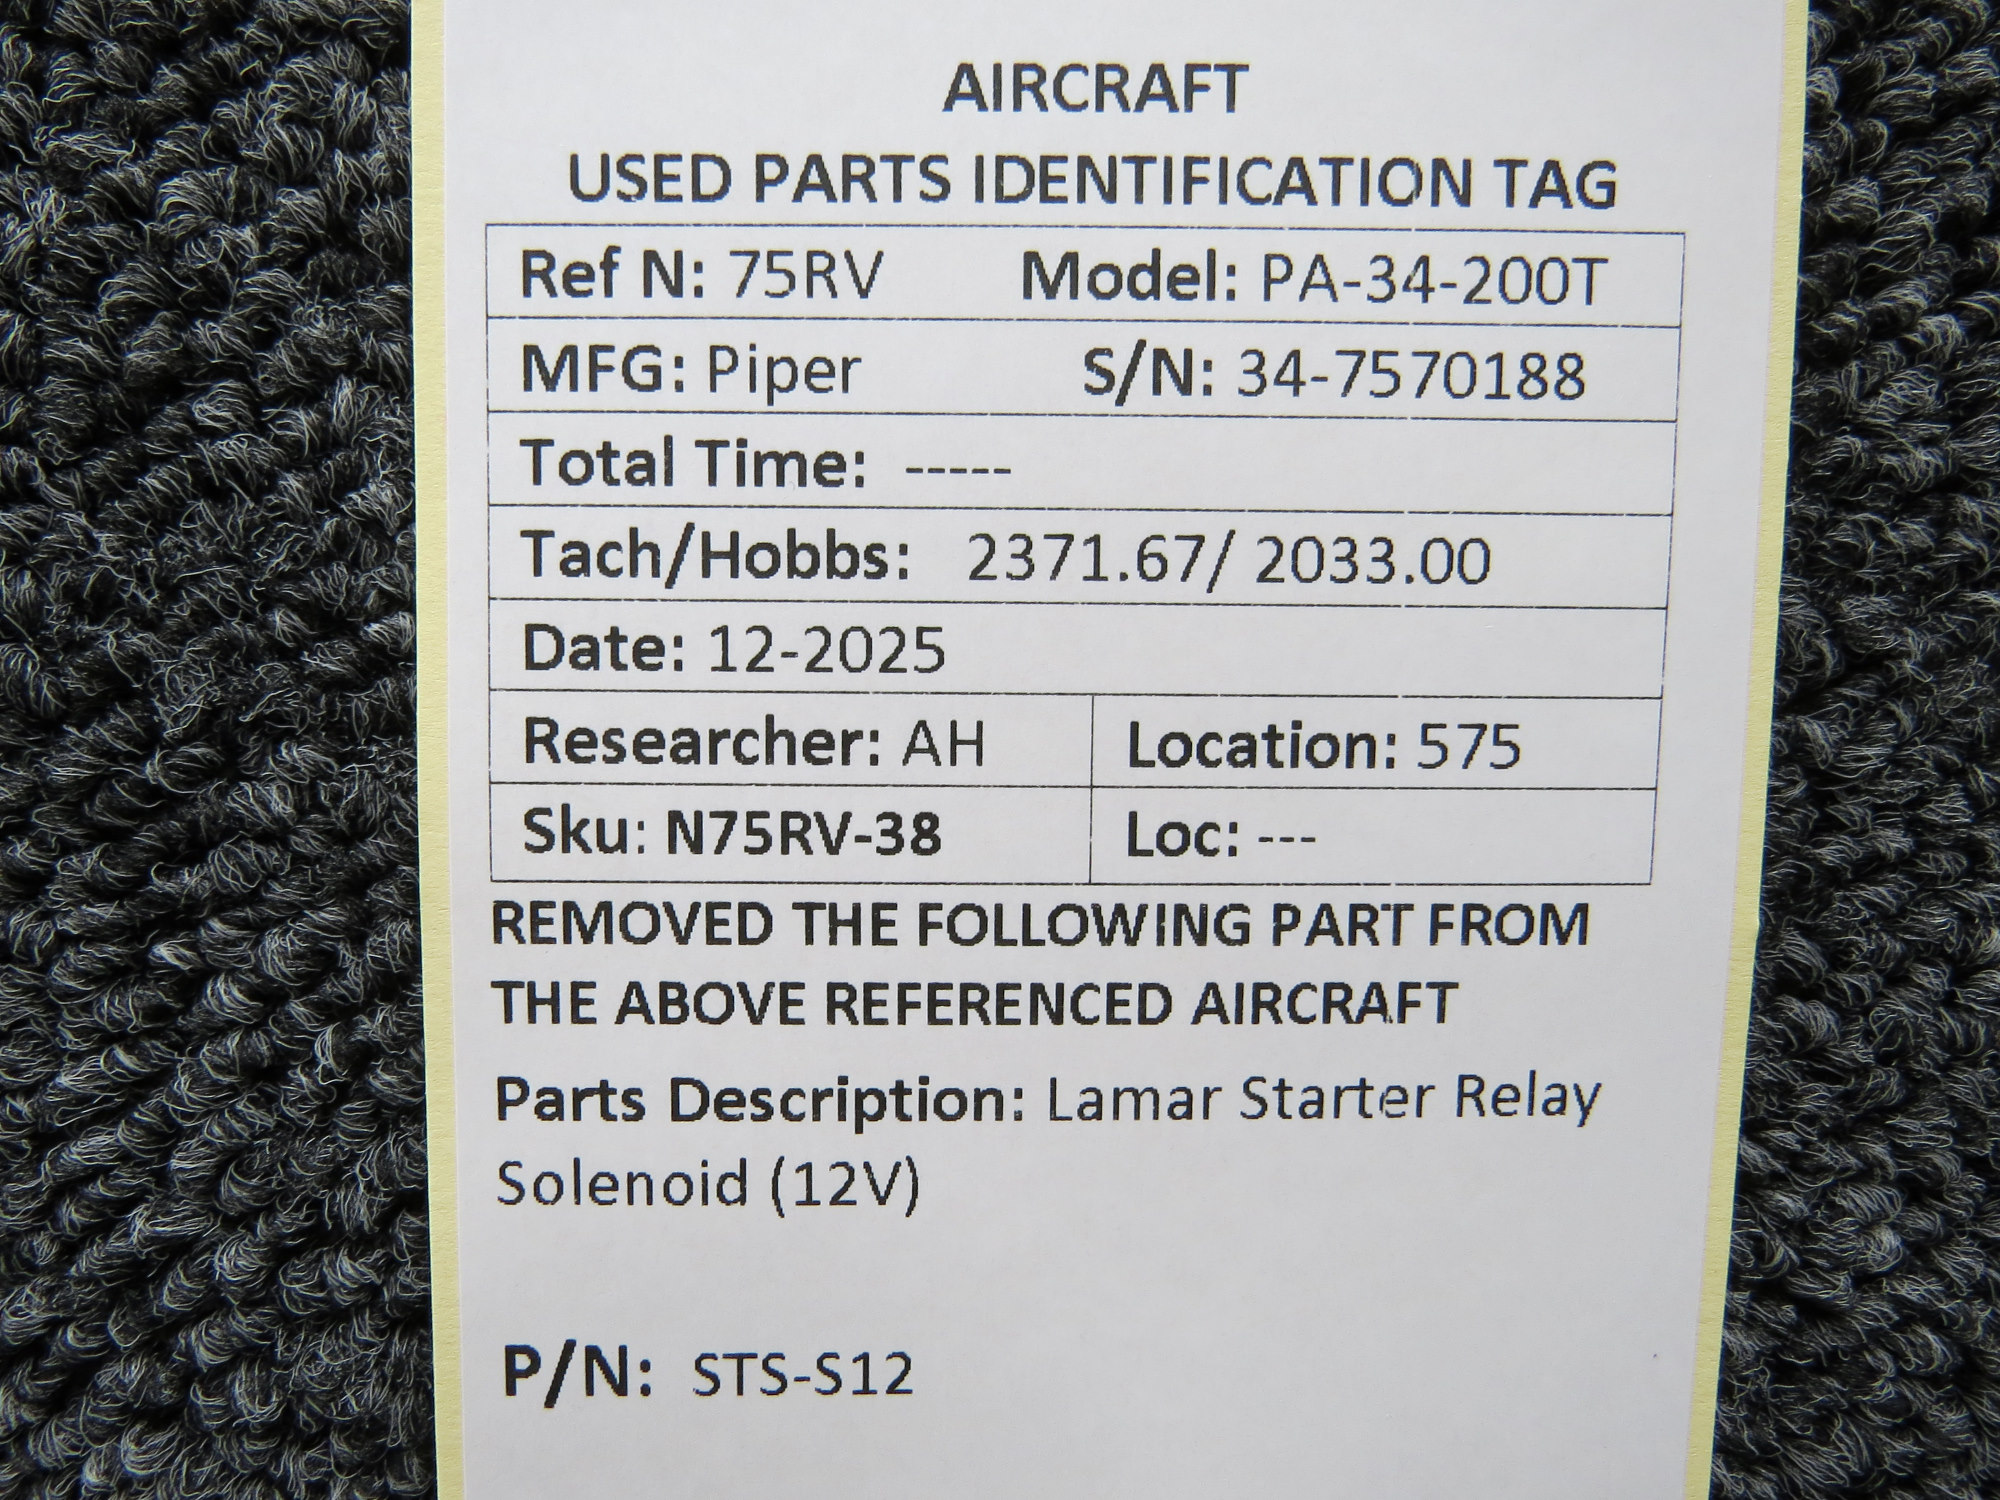 AIRCRAFT
USED PARTS IDENTIFICATION TAG
Ref N: 75RV Model: PA-34-200T
MFG: Piper S/N: 34-7570188
Total Time: -----
Tach/Hobbs: 2371.67/ 2033.00
Date: 12-2025
Researcher: AH Location: 575
Sku: N75RV-38 Loc: ---
REMOVED THE FOLLOWING PART FROM
THE ABOVE REFERENCED AIRCRAFT
Parts Description: Lamar Starter Relay
Solenoid (12V)
P/N: STS-S12